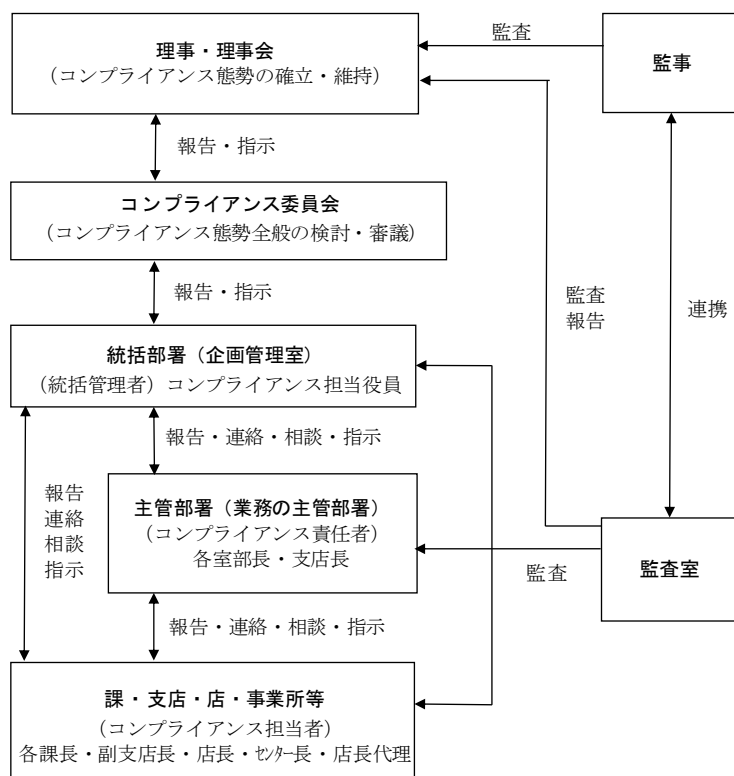 理事・理事会
(コンプライアンス態勢の確立・維持)
監査
監事
報告・指示
コンプライアンス委員会
(コンプライアンス態勢全般の検討・審議)
報告・指示
監査
報告
連携
統括部署（企画管理室）
(統括管理者）コンプライアンス担当役員
報告・連絡・相談・指示
報告
連絡
相談
指示
主管部署（業務の主管部署）
(コンプライアンス責任者)
各室部長・支店長
監査
監査室
報告・連絡・相談・指示
課・支店・店・事業所等
(コンプライアンス担当者)
各課長・副支店長・店長・ｾﾝﾀｰ長・店長代理